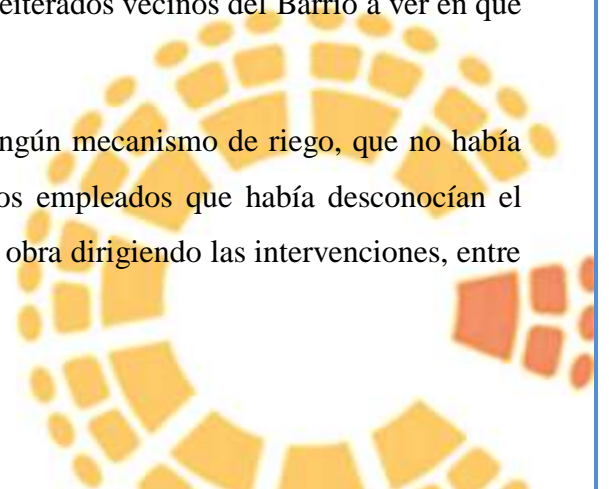 eiterados vecinos del Barrio a ver en que
ngún mecanismo de riego, que no había
os empleados que había desconocían el
obra dirigiendo las intervenciones, entre